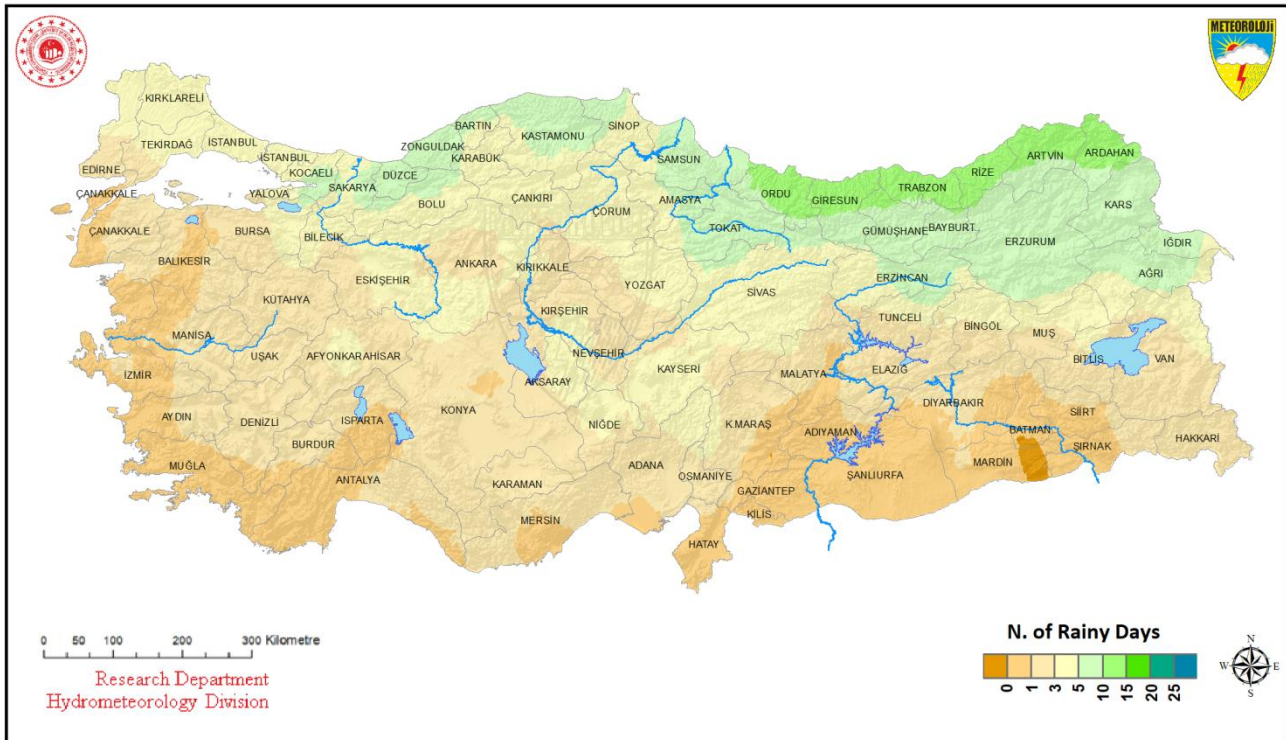 METEOROLOJİ
KIRKLARELİ
TEKİRDAĞ
İSTANBUL
EDİRNE
ÇANAKKALE
İSTANBUL
KOCAELİ
YALOVA
SAKARYA
DÜZCE
ZONGULDAK
BARTIN
KARABÜK
KASTAMONU
SİNOP
SAMSUN
ORDU
GİRESUN
TRABZON
RİZE
ARTVİN
ARDAHAN
ÇANAKKALE
BALIKESİR
BURSA
BİLECİK
BOLU
ÇANKIRI
ÇORUM
AMASYA
TOKAT
GÜMÜŞHANE
BAYBURT
ERZURUM
KARS
IĞDIR
AĞRI
KÜTAHYA
ESKİŞEHİR
ANKARA
KIRIKKALE
YOZGAT
SİVAS
ERZİNCAN
TUNCELİ
BİNGÖL
MUŞ
BİTLİS
VAN
MANİSA
UŞAK
AFYONKARAHİSAR
KIRŞEHİR
NEVŞEHİR
KAYSERİ
MALATYA
ELAZIĞ
DİYARBAKIR
SİİRT
İZMİR
AYDIN
DENİZLİ
ISPARTA
BURDUR
KONYA
AKSARAY
NİĞDE
K.MARAŞ
ADIYAMAN
BATMAN
ŞIRNAK
HAKKARİ
MUĞLA
ANTALYA
KARAMAN
MERSİN
ADANA
OSMANİYE
GAZİANTEP
KİLİS
ŞANLIURFA
MARDİN
HATAY
0 50 100 200 300 Kilometre
Research Department
Hydrometeorology Division
N. of Rainy Days
0 1 3 5 10 15 20 25
N
W E
S